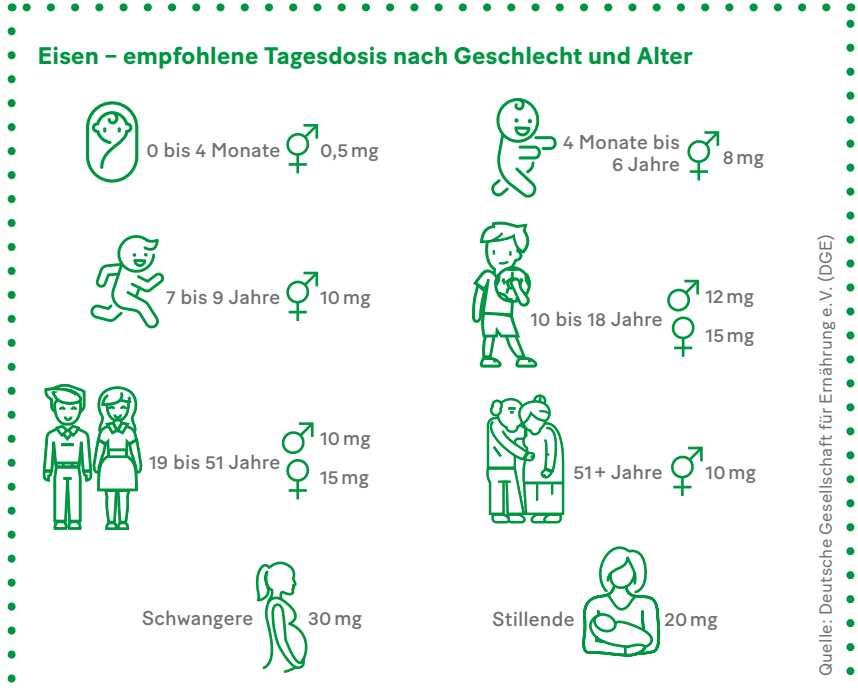 Eisen – empfohlene Tagesdosis nach Geschlecht und Alter
0 bis 4 Monate 0,5 mg
4 Monate bis
6 Jahre 8 mg
7 bis 9 Jahre 10 mg
10 bis 18 Jahre
12 mg
15 mg
19 bis 51 Jahre
10 mg
15 mg
51+ Jahre 10 mg
Schwangere 30 mg
Stillende 20 mg
Quelle: Deutsche Gesellschaft für Ernährung e. V. (DGE)